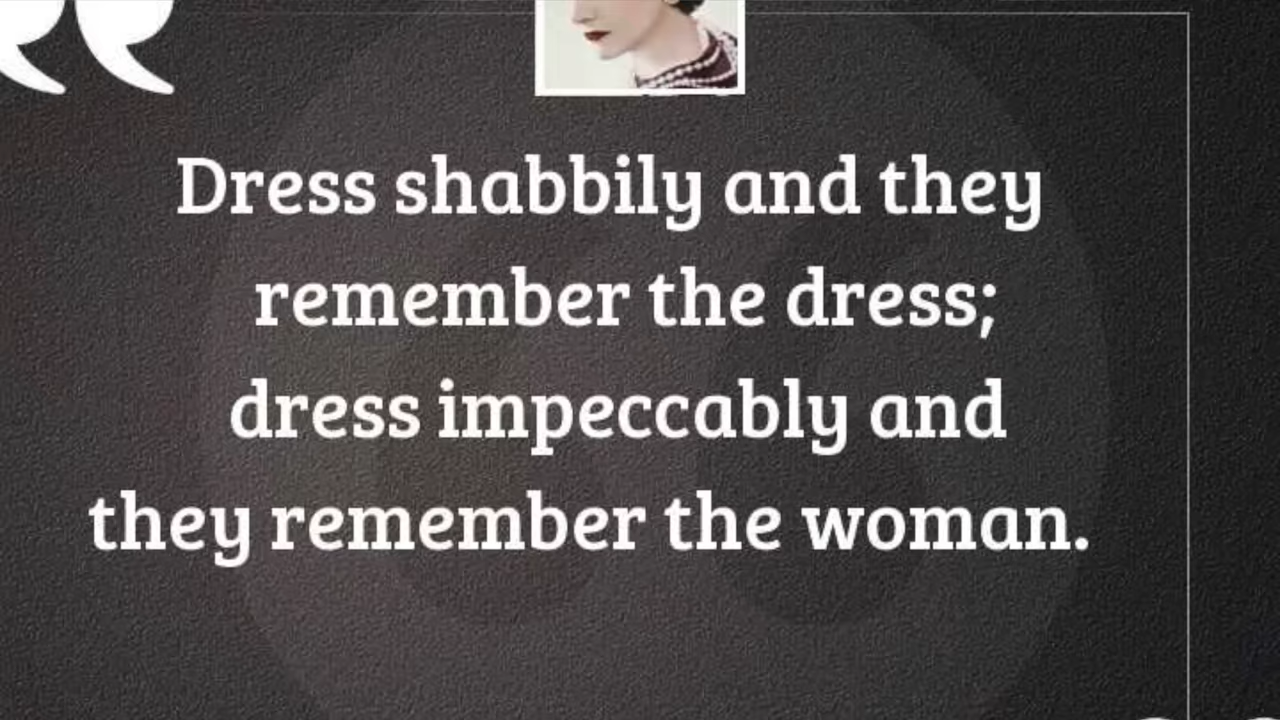 Dress shabbily and they
remember the dress;
dress impeccably and
they remember the woman.